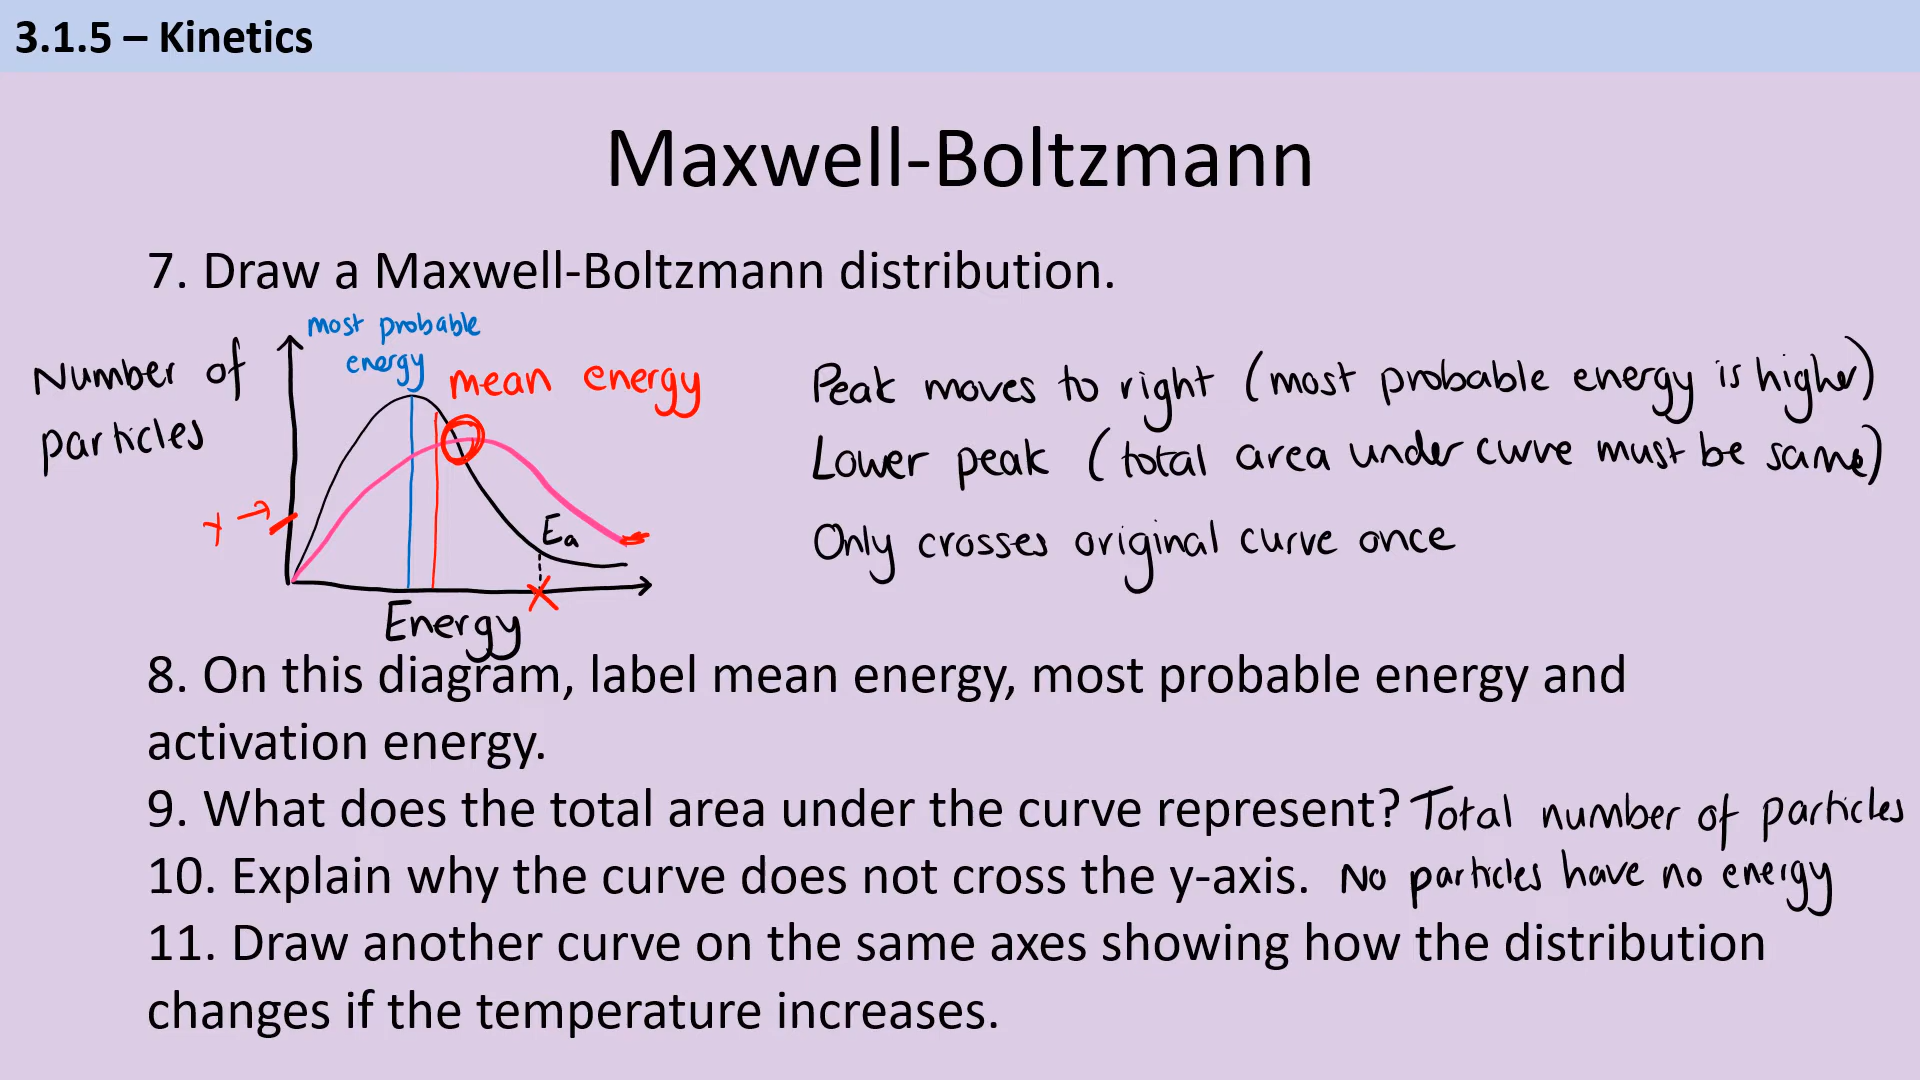 3.1.5 – Kinetics
Maxwell-Boltzmann
7. Draw a Maxwell-Boltzmann distribution.
most probable
energy
mean energy
Number of
particles
Ea
Energy
Peak moves to right (most probable energy is higher)
Lower peak (total area under curve must be same)
Only crosses original curve once
8. On this diagram, label mean energy, most probable energy and
activation energy.
9. What does the total area under the curve represent? Total number of particles
10. Explain why the curve does not cross the y-axis. No particles have no energy
11. Draw another curve on the same axes showing how the distribution
changes if the temperature increases.